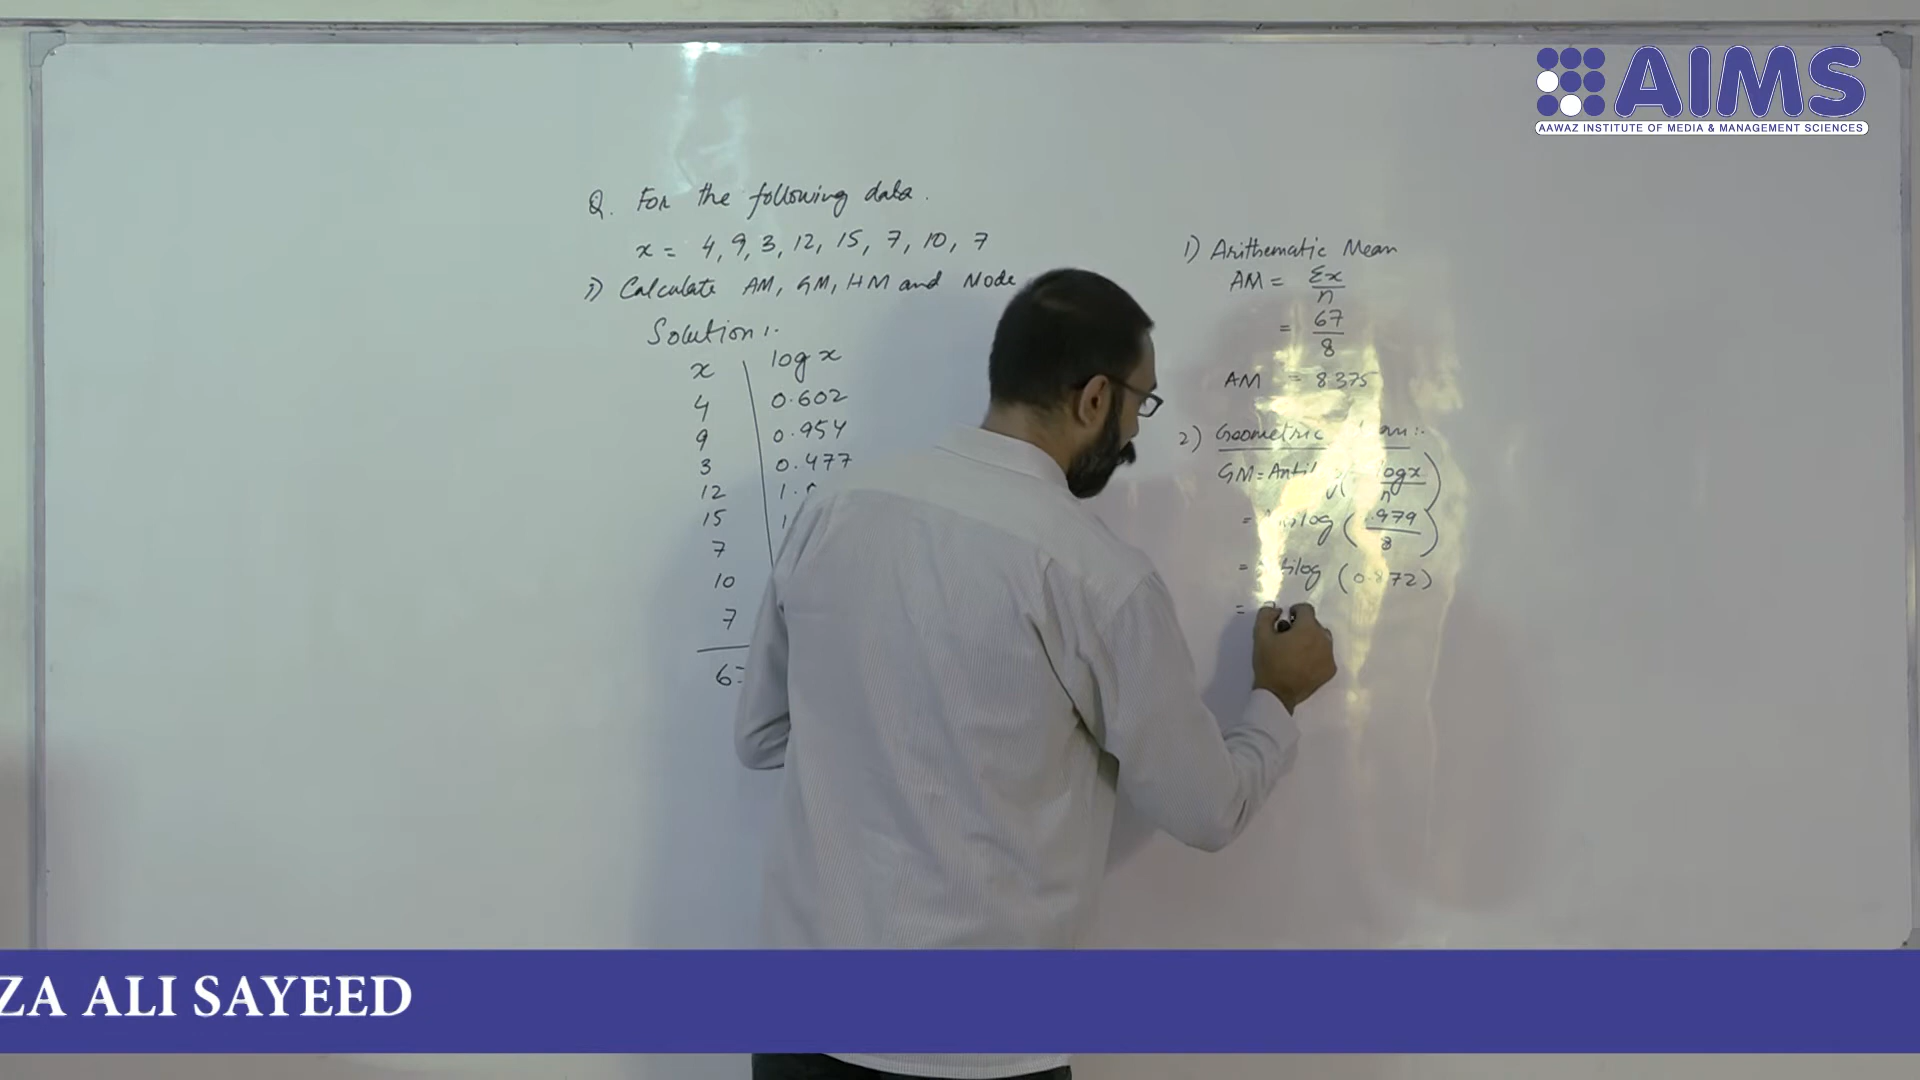 AIMS
AAWAZ INSTITUTE OF MEDIA & MANAGEMENT SCIENCES
Q. For the following data.
x = 4, 9, 3, 12, 15, 7, 10, 7
i) Calculate AM, GM, HM and Mode
Solution:.
x log x
4 0.602
9 0.954
3 0.477
12 1.
15 1
7
10
7
6
1) Arithematic Mean
AM = Σx
n
= 67
8
AM = 8.375
2) Geometric
GM = Anti logx
n
= log ( .979
8 )
= log (0.872)
=
ZA ALI SAYEED